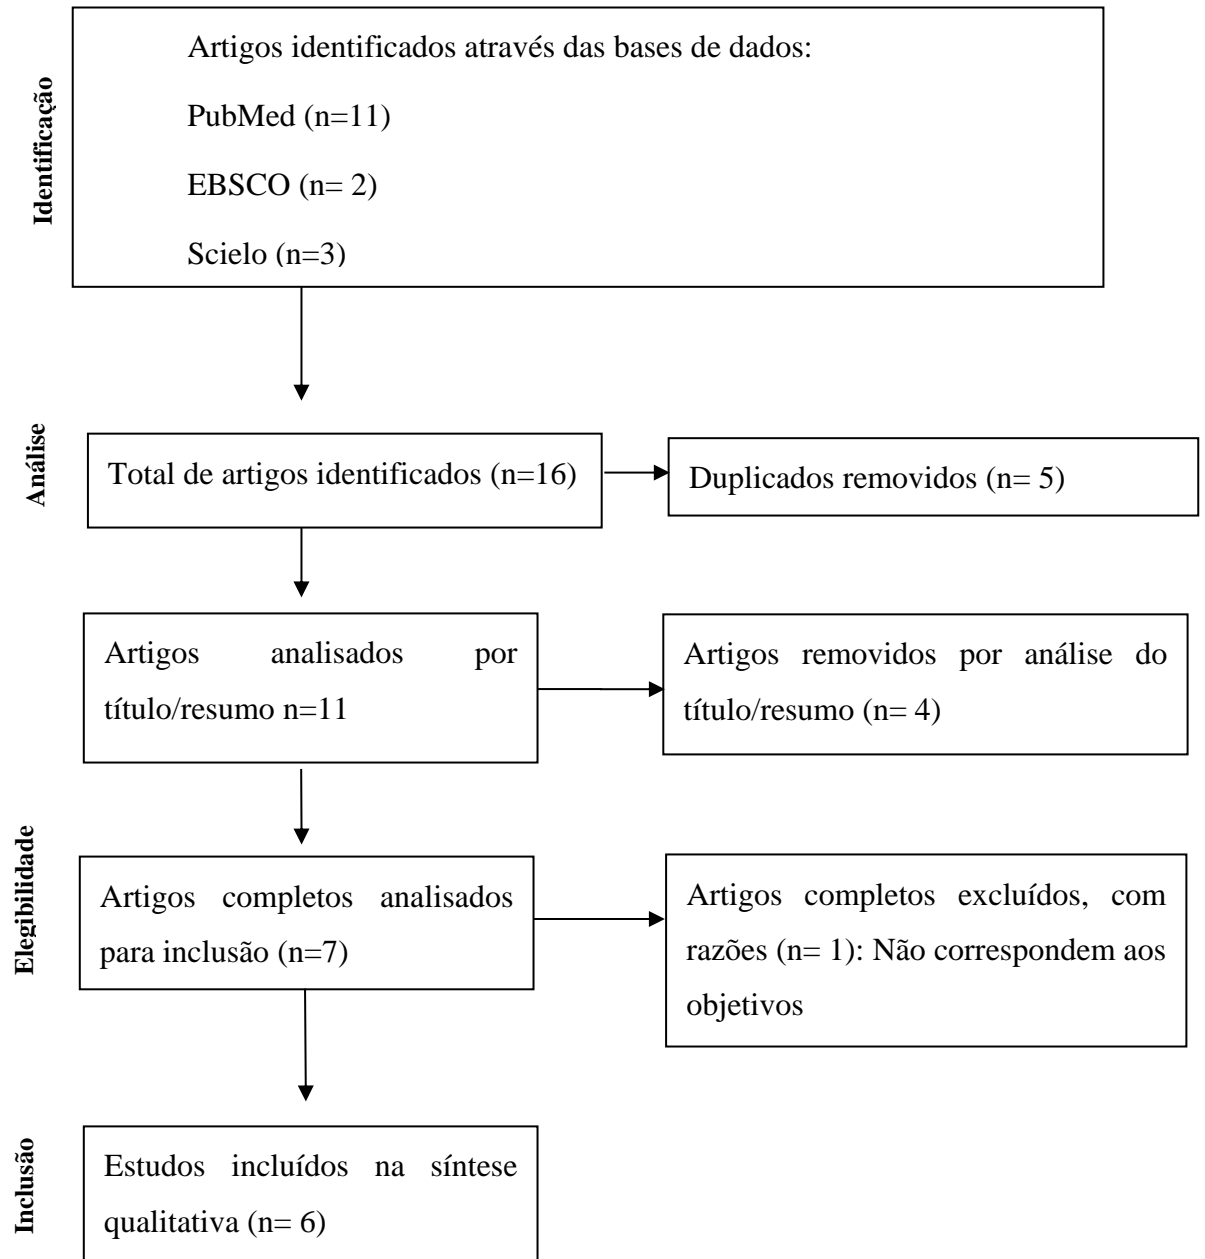 Identificação
Artigos identificados através das bases de dados:
PubMed (n=11)
EBSCO (n= 2)
Scielo (n=3)
Análise
Total de artigos identificados (n=16)
Duplicados removidos (n= 5)
Artigos analisados por
título/resumo n=11
Artigos removidos por análise do
título/resumo (n= 4)
Elegibilidade
Artigos completos analisados
para inclusão (n=7)
Artigos completos excluídos, com
razões (n= 1): Não correspondem aos
objetivos
Inclusão
Estudos incluídos na síntese
qualitativa (n= 6)